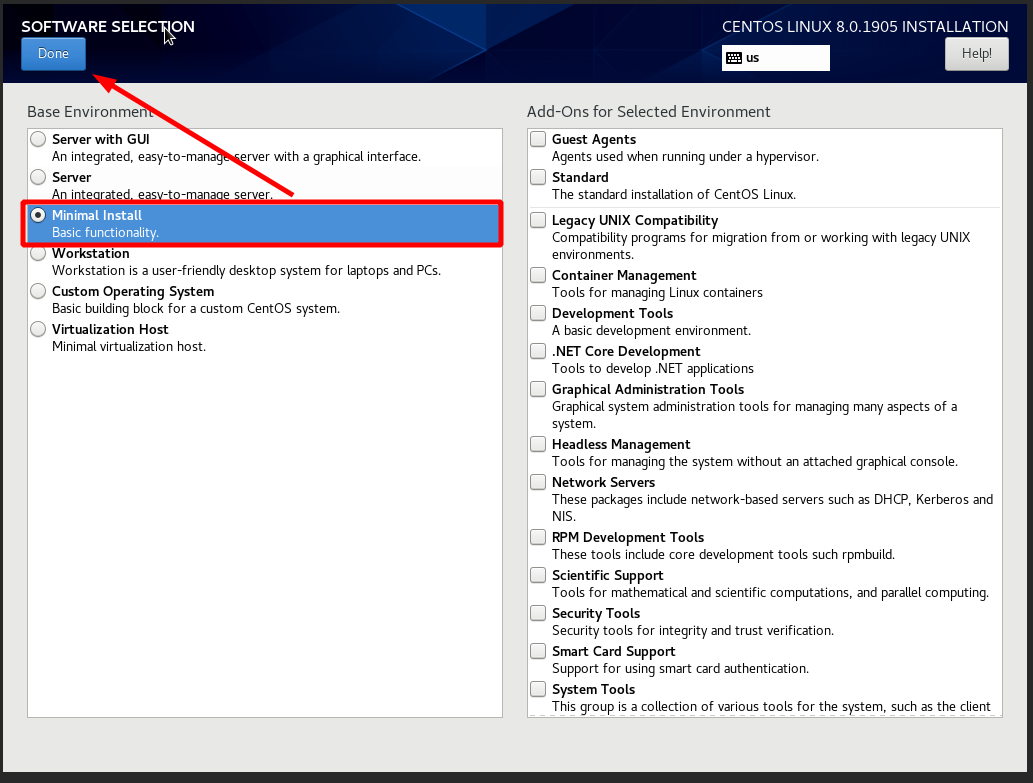 SOFTWARE SELECTION
CENTOS LINUX 8.0.1905 INSTALLATION
Done
us
Help!
Base Environment
Server with GUI
An integrated, easy-to-manage server with a graphical interface.
Server
An integrated, easy-to-manage server.
Minimal Install
Basic functionality.
Workstation
Workstation is a user-friendly desktop system for laptops and PCs.
Custom Operating System
Basic building block for a custom CentOS system.
Virtualization Host
Minimal virtualization host.
Add-Ons for Selected Environment
Guest Agents
Agents used when running under a hypervisor.
Standard
The standard installation of CentOS Linux.
Legacy UNIX Compatibility
Compatibility programs for migration from or working with legacy UNIX
environments.
Container Management
Tools for managing Linux containers
Development Tools
A basic development environment.
.NET Core Development
Tools to develop .NET applications
Graphical Administration Tools
Graphical system administration tools for managing many aspects of a
system.
Headless Management
Tools for managing the system without an attached graphical console.
Network Servers
These packages include network-based servers such as DHCP, Kerberos and
NIS.
RPM Development Tools
These tools include core development tools such rpmbuild.
Scientific Support
Tools for mathematical and scientific computations, and parallel computing.
Security Tools
Security tools for integrity and trust verification.
Smart Card Support
Support for using smart card authentication.
System Tools
This group is a collection of various tools for the system, such as the client